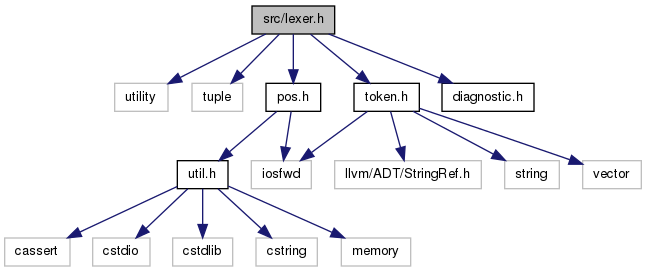 src/lexer.h
utility
tuple
pos.h
token.h
diagnostic.h
util.h
iosfwd
llvm/ADT/StringRef.h
string
vector
cassert
cstdio
cstdlib
cstring
memory